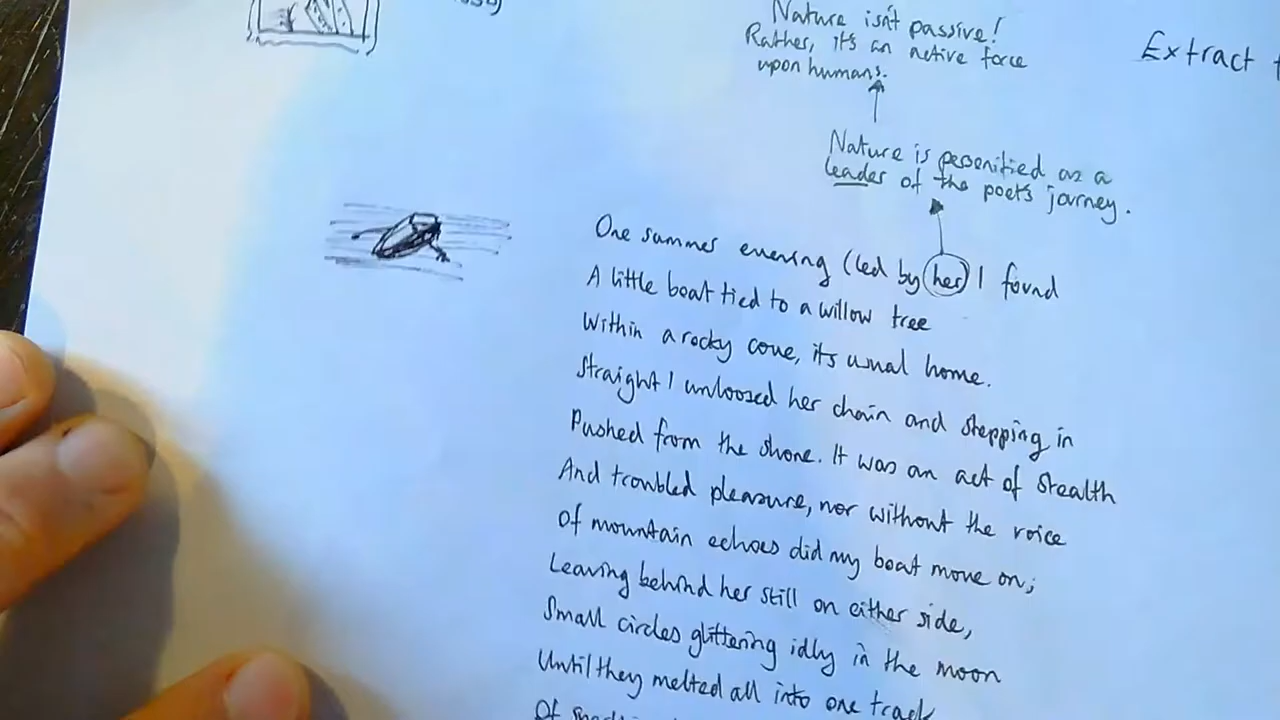 Nature isn't passive!
Rather, it's an active force
upon humans.
Extract
Nature is personified as a
leader of the poet's journey.
One summer evening (led by her) I found
A little boat tied to a willow tree
Within a rocky cove, its usual home.
Straight I unloosed her chain and stepping in
Pushed from the shore. It was an act of stealth
And troubled pleasure, nor without the voice
Of mountain echoes did my boat move on;
Leaving behind her still on either side,
Small circles glittering idly in the moon
Until they melted all into one track
Of